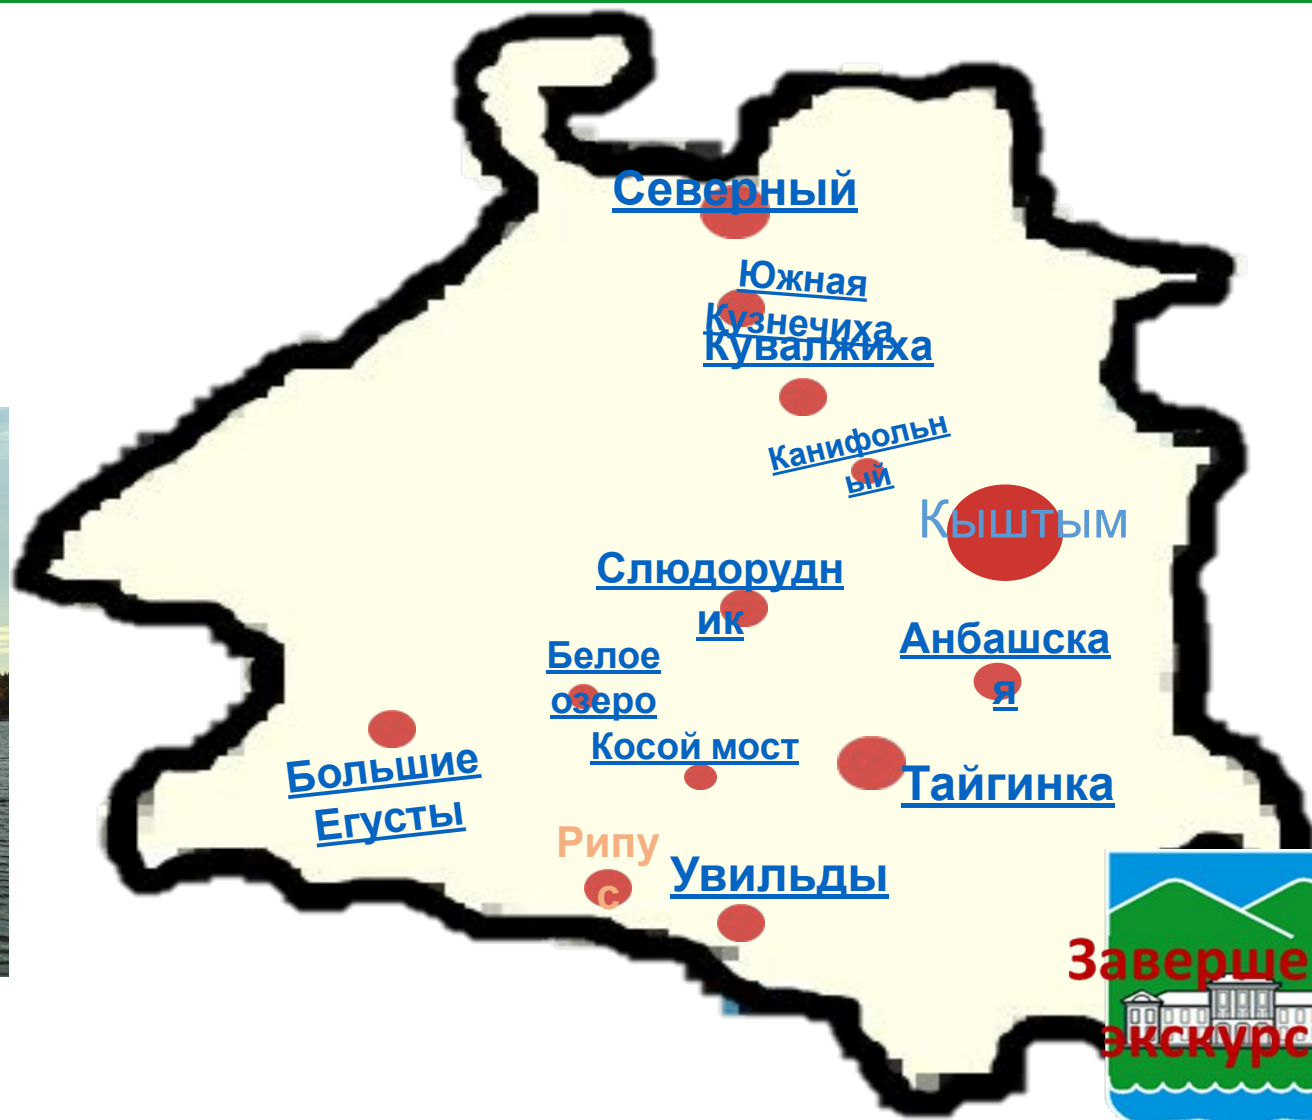 Северный
Южная
Кузнечиха
Кувалжиха
Канифольн
ый
Кыштым
Слюдорудн
ик
Анбашска
я
Белое
озеро
Косой мост
Большие
Егусты
Тайгинка
Рипу
с
Увильды
Заверше
экскурс